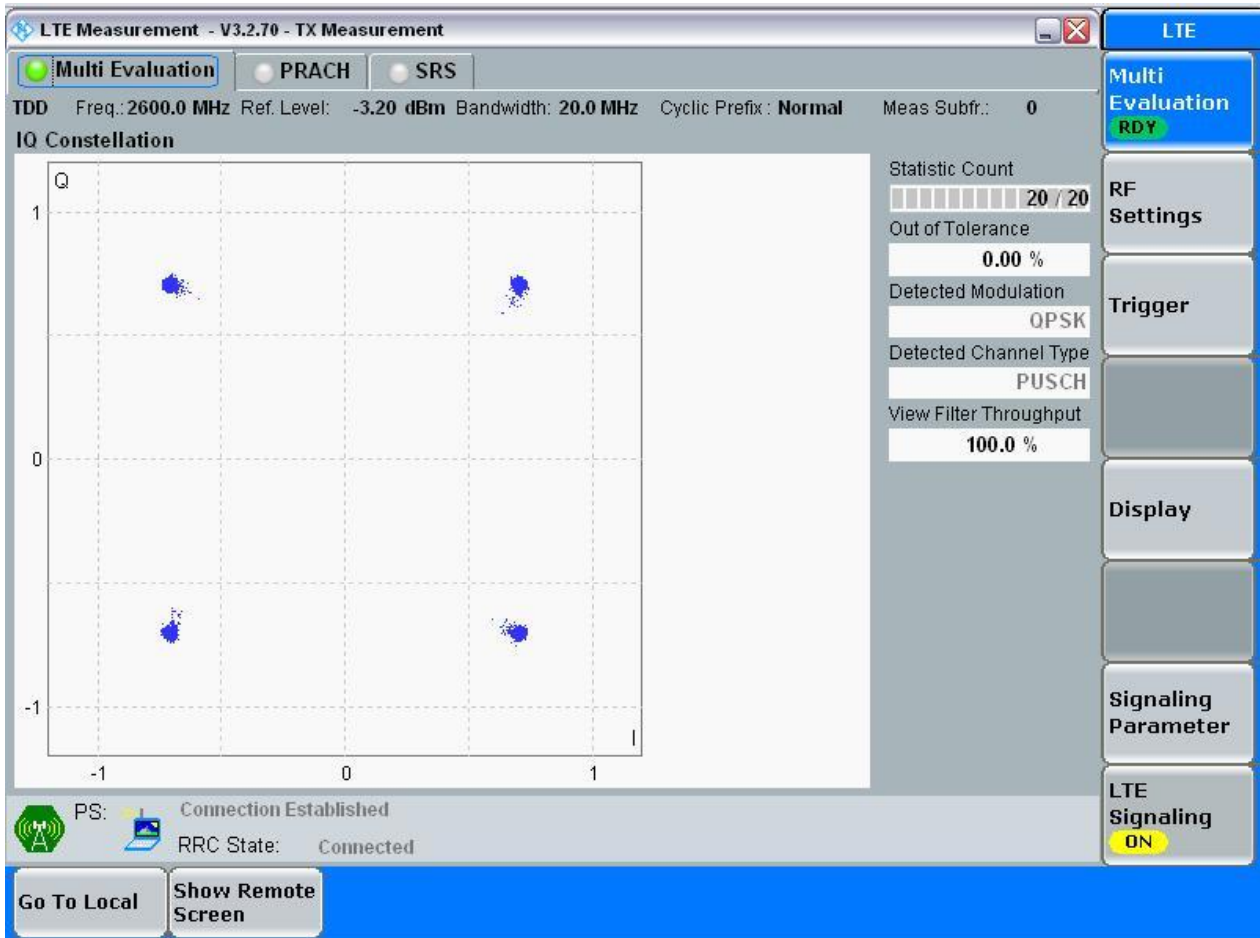 LTE Measurement - V3.2.70 - TX Measurement
LTE
Multi Evaluation PRACH SRS
TDD Freq.: 2600.0 MHz Ref. Level: -3.20 dBm Bandwidth: 20.0 MHz Cyclic Prefix : Normal Meas Subfr.: 0
IQ Constellation
Q
1
0
-1
I
-1 0 1
Statistic Count
20 / 20
Out of Tolerance
0.00 %
Detected Modulation
QPSK
Detected Channel Type
PUSCH
View Filter Throughput
100.0 %
Multi
Evaluation
RDY
RF
Settings
Trigger
Display
Signaling
Parameter
LTE
Signaling
ON
PS: Connection Established
RRC State: Connected
Go To Local
Show Remote
Screen